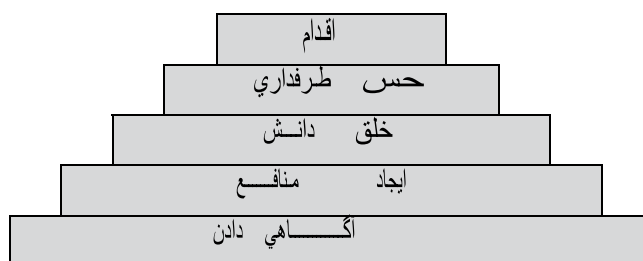 اقدام
حس طرفداري
خلق دانش
ايجاد منافع
آگاهي دادن